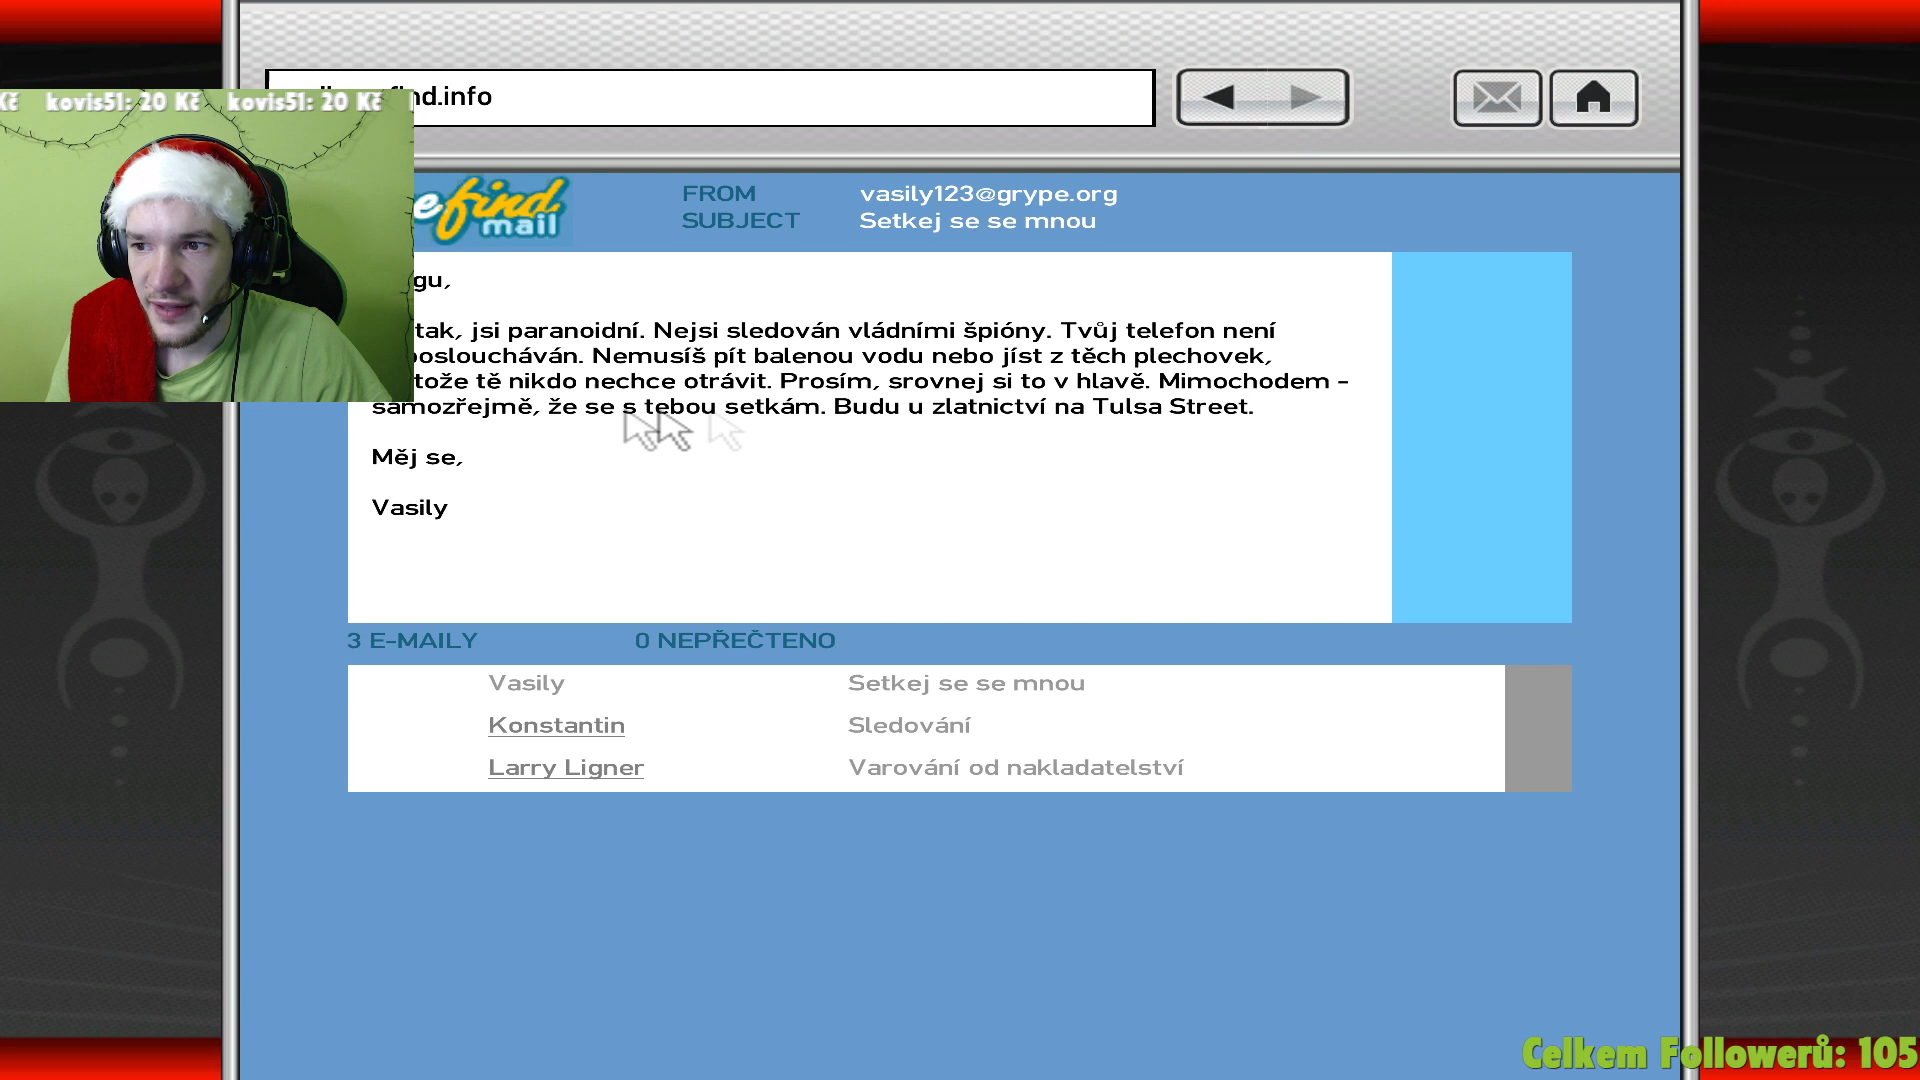 find.info
Kč kovis51: 20 Kč kovis51: 20 Kč
find
mail
FROM vasily123@grype.org
SUBJECT Setkej se se mnou
tak, jsi paranoidní. Nejsi sledován vládními špióny. Tvůj telefon není
Nemusíš pít balenou vodu nebo jíst z těch plechovek,
tě nikdo nechce otrávit. Prosím, srovnej si to v hlavě. Mimochodem -
samozřejmě, že se s tebou setkám. Budu u zlatnictví na Tulsa Street.
Měj se,
Vasily
3 E-MAILY 0 NEPŘEČTENO
Vasily Setkej se se mnou
Konstantin Sledování
Larry Ligner Varování od nakladatelství
Celkem Followerů: 105